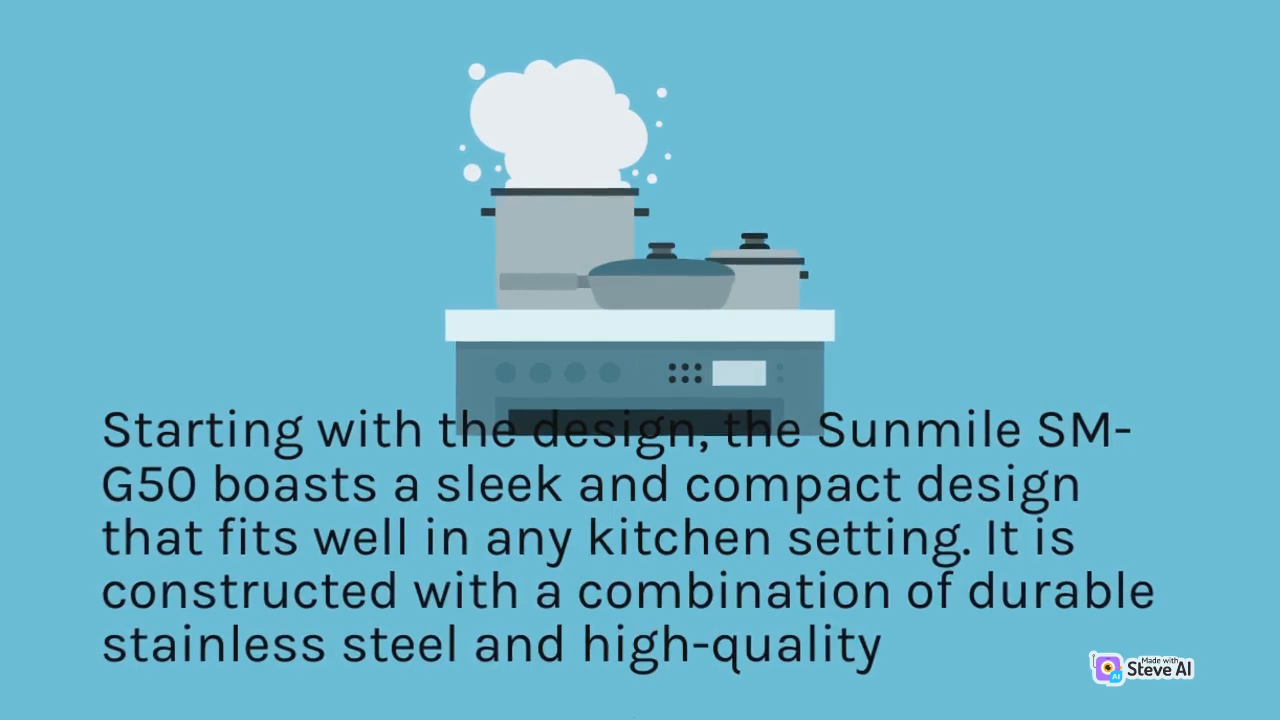 Starting with the design, the Sunmile SM-
G50 boasts a sleek and compact design
that fits well in any kitchen setting. It is
constructed with a combination of durable
stainless steel and high-quality
Made with
Steve AI
AI